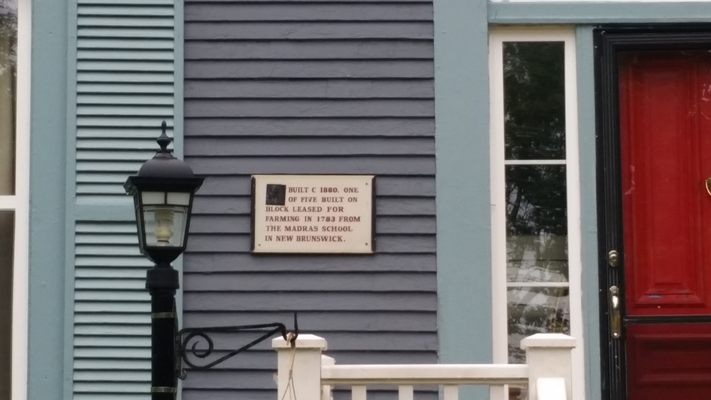 BUILT C 1880. ONE
OF FIVE BUILT ON
BLOCK LEASED FOR
FARMING IN 1783 FROM
THE MADRAS SCHOOL
IN NEW BRUNSWICK.